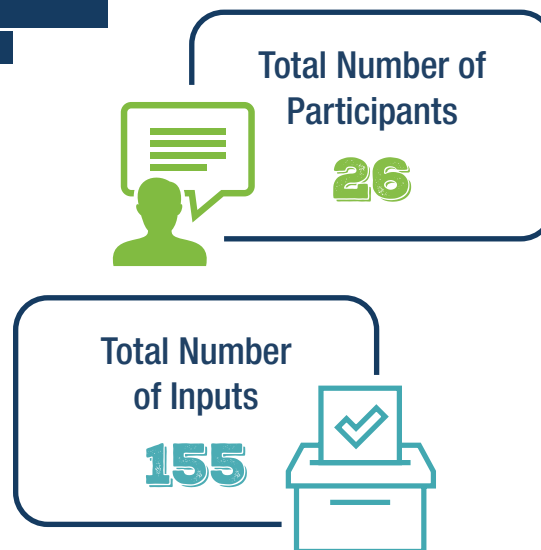 Total Number of
Participants
26
Total Number
of Inputs
155